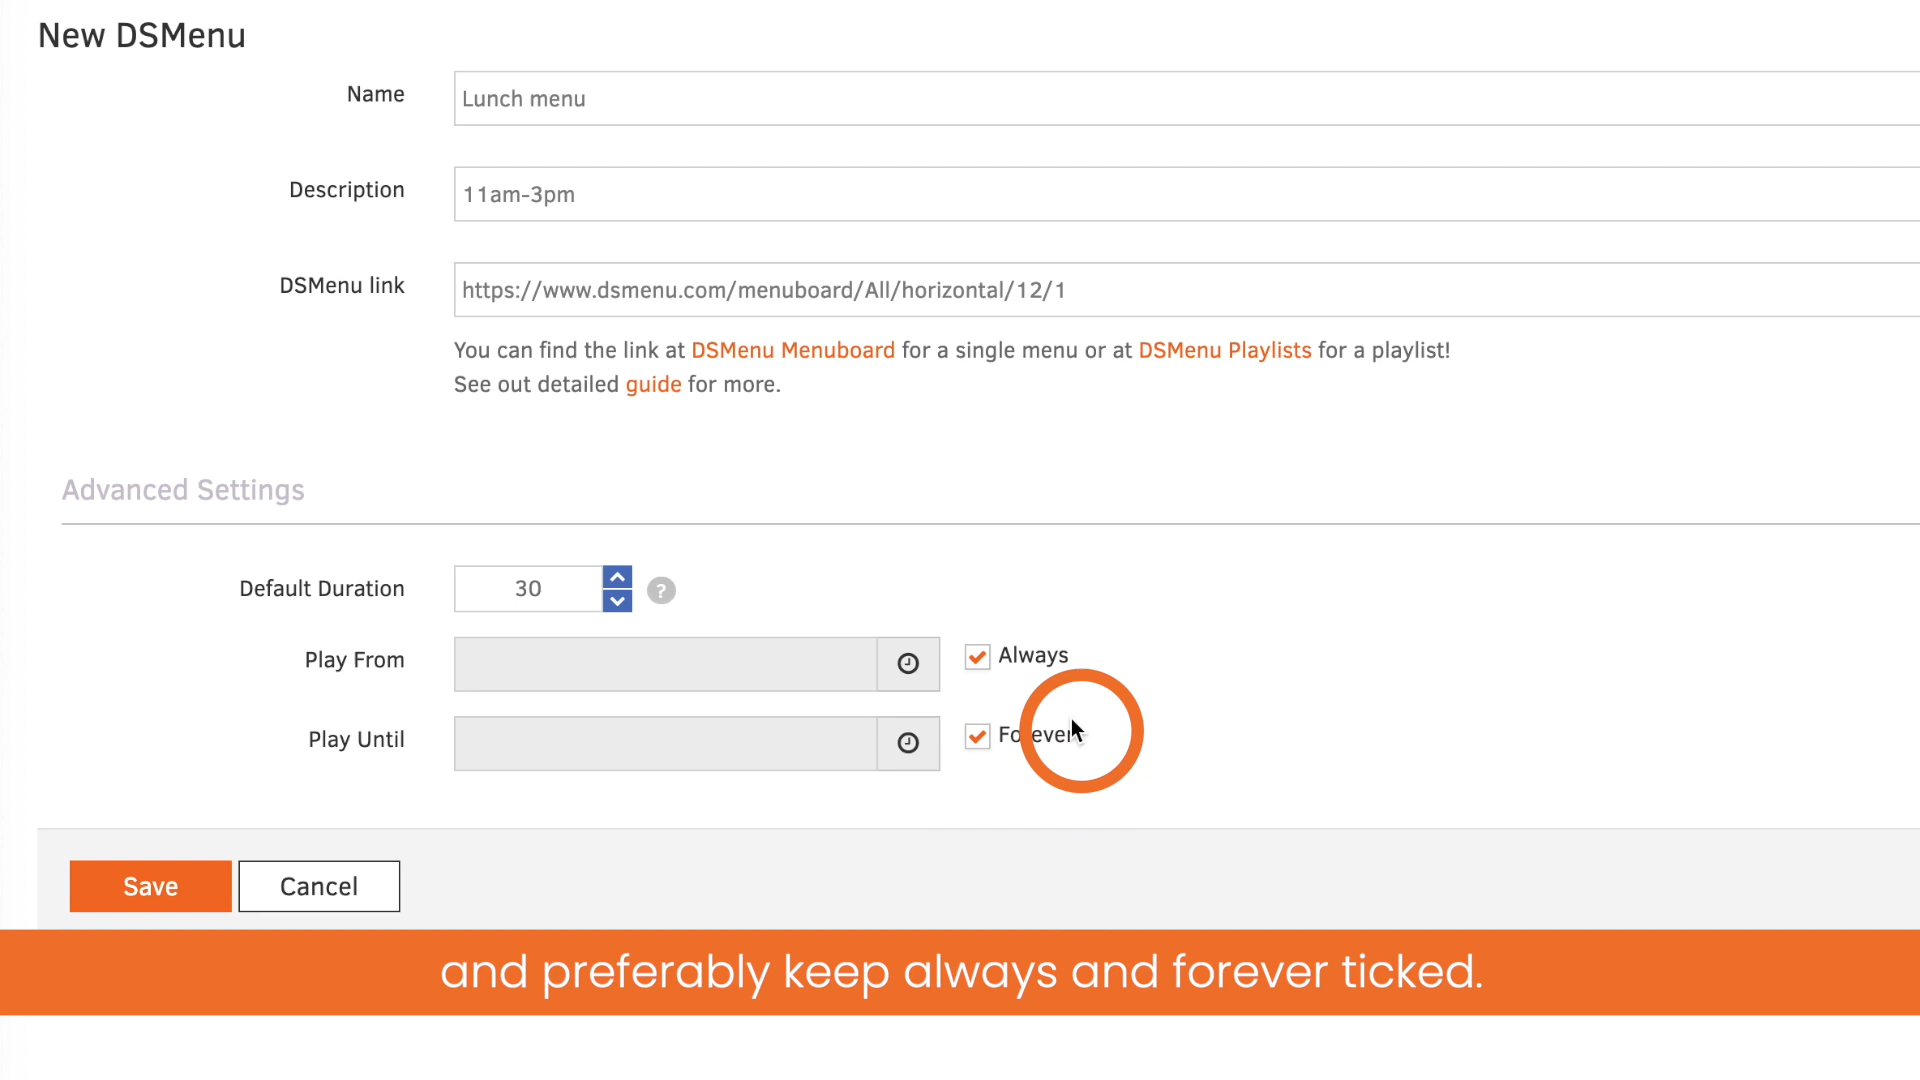 New DSMenu
Name
Lunch menu
Description
11am-3pm
DSMenu link
https://www.dsmenu.com/menuboard/All/horizontal/12/1
You can find the link at DSMenu Menuboard for a single menu or at DSMenu Playlists for a playlist!
See out detailed guide for more.
Advanced Settings
Default Duration
30
?
Play From
Always
Play Until
Forever
Save
Cancel
and preferably keep always and forever ticked.